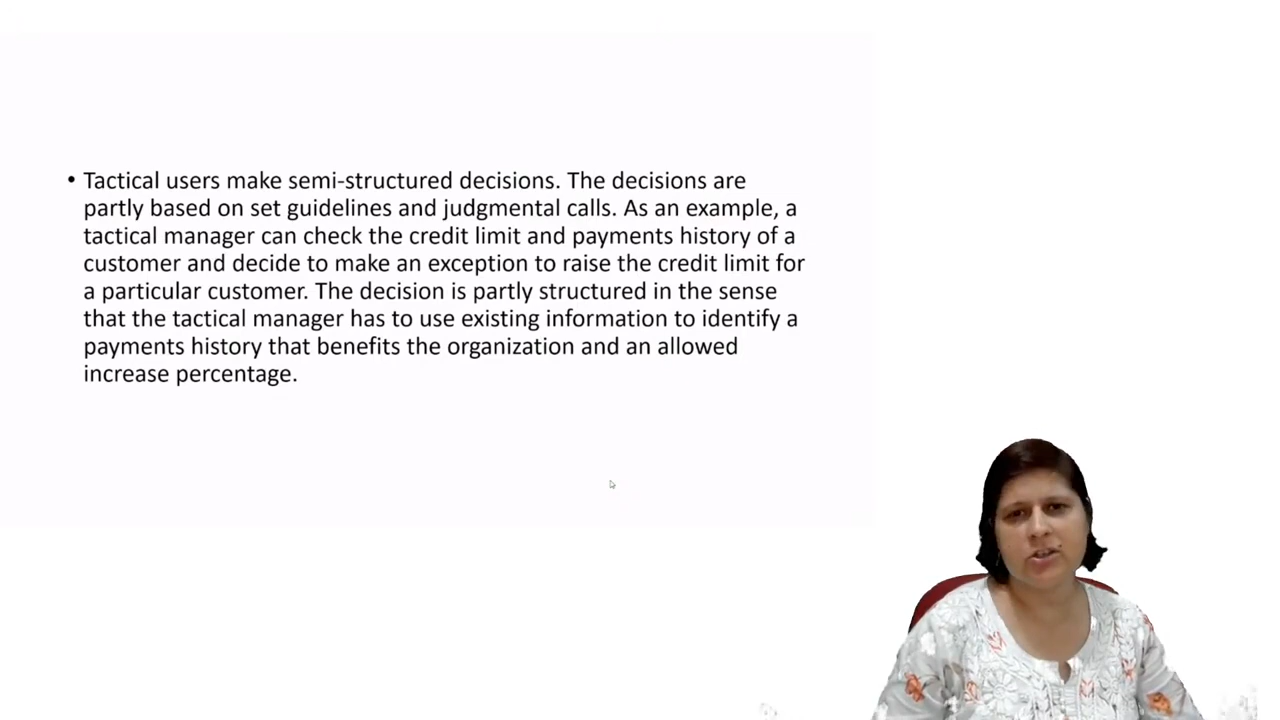 • Tactical users make semi-structured decisions. The decisions are
partly based on set guidelines and judgmental calls. As an example, a
tactical manager can check the credit limit and payments history of a
customer and decide to make an exception to raise the credit limit for
a particular customer. The decision is partly structured in the sense
that the tactical manager has to use existing information to identify a
payments history that benefits the organization and an allowed
increase percentage.